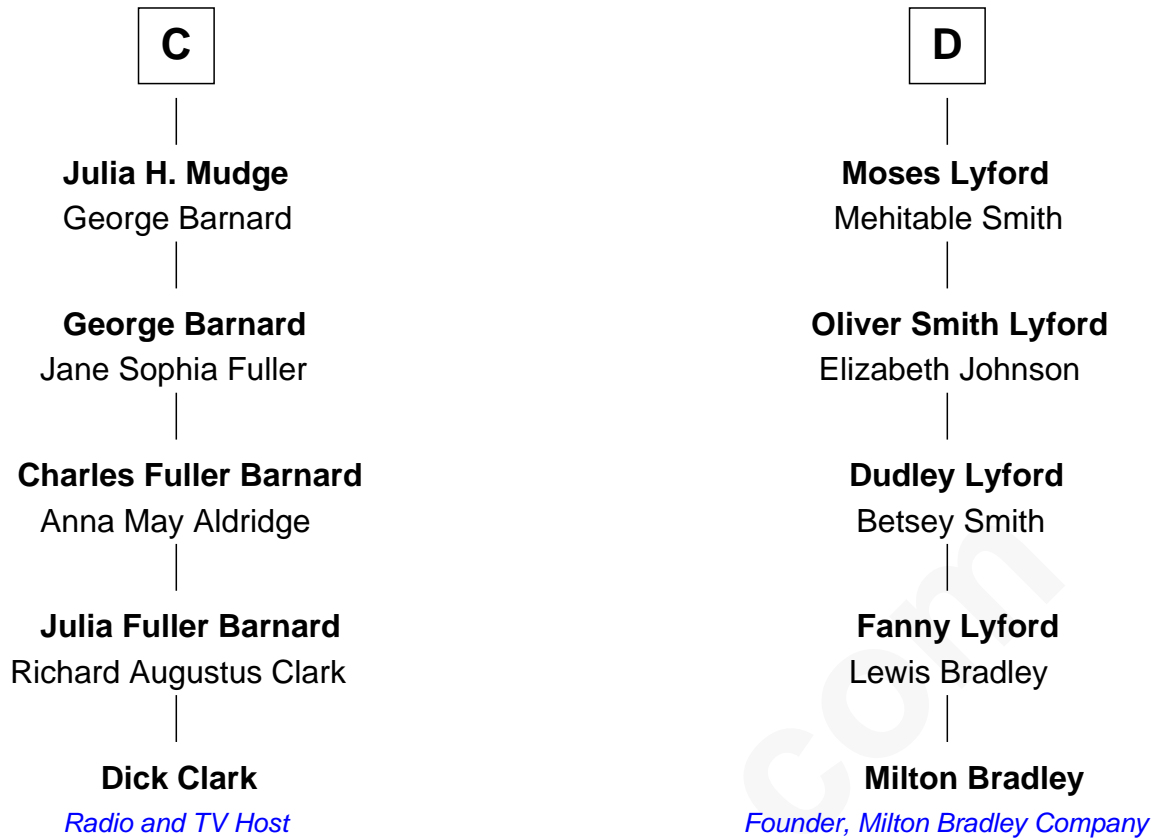 C
Julia H. Mudge
George Barnard
George Barnard
Jane Sophia Fuller
Charles Fuller Barnard
Anna May Aldridge
Julia Fuller Barnard
Richard Augustus Clark
Dick Clark
Radio and TV Host
D
Moses Lyford
Mehitable Smith
Oliver Smith Lyford
Elizabeth Johnson
Dudley Lyford
Betsey Smith
Fanny Lyford
Lewis Bradley
Milton Bradley
Founder, Milton Bradley Company
com